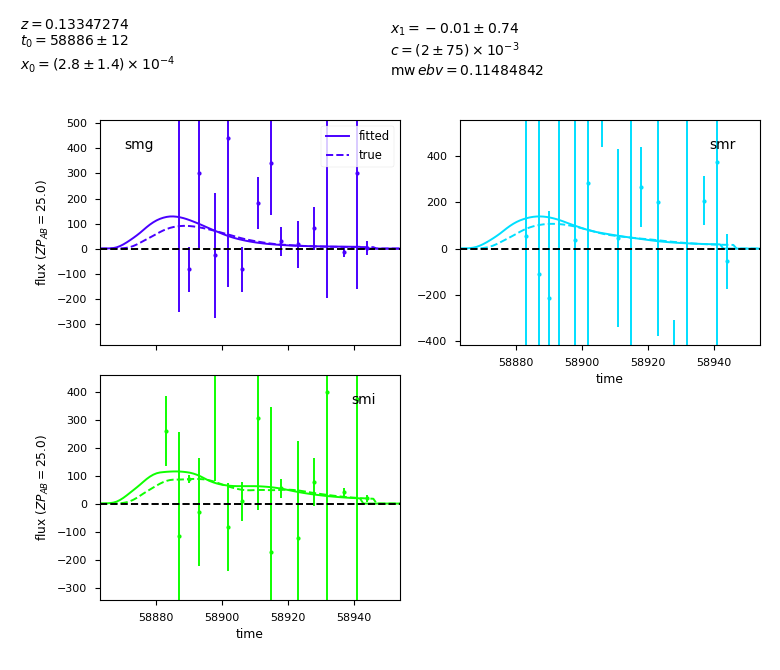 z = 0.13347274
t₀ = 58886 ± 12
x₀ = (2.8 ± 1.4) × 10⁻⁴
x₁ = −0.01 ± 0.74
c = (2 ± 75) × 10⁻³
mw ebv = 0.11484842
500
400
300
200
100
0
−100
−200
−300
flux (ZP_AB = 25.0)
smg
fitted
true
400
200
0
−200
−400
smr
58880 58900 58920 58940
time
400
300
200
100
0
−100
−200
−300
flux (ZP_AB = 25.0)
smi
58880 58900 58920 58940
time